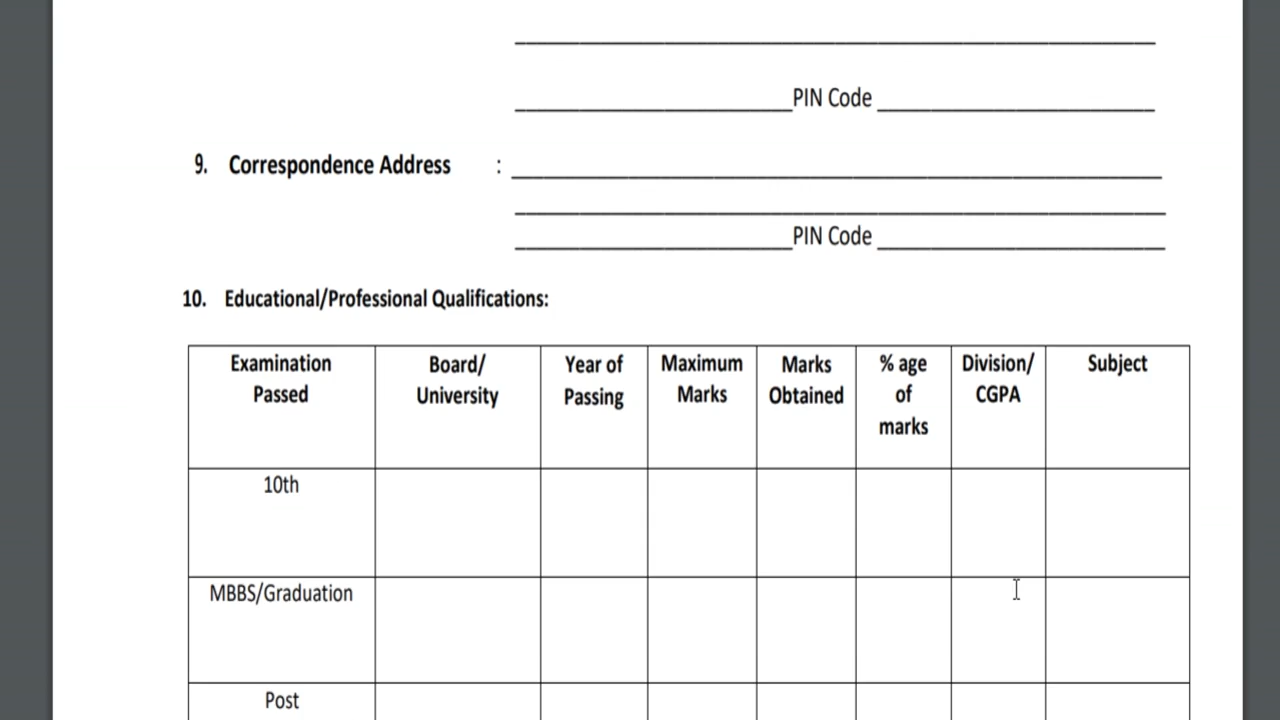 PIN Code
9. Correspondence Address :
PIN Code
10. Educational/Professional Qualifications:
Examination Passed Board/ University Year of Passing Maximum Marks Marks Obtained % age of marks Division/ CGPA Subject
10th
MBBS/Graduation
Post